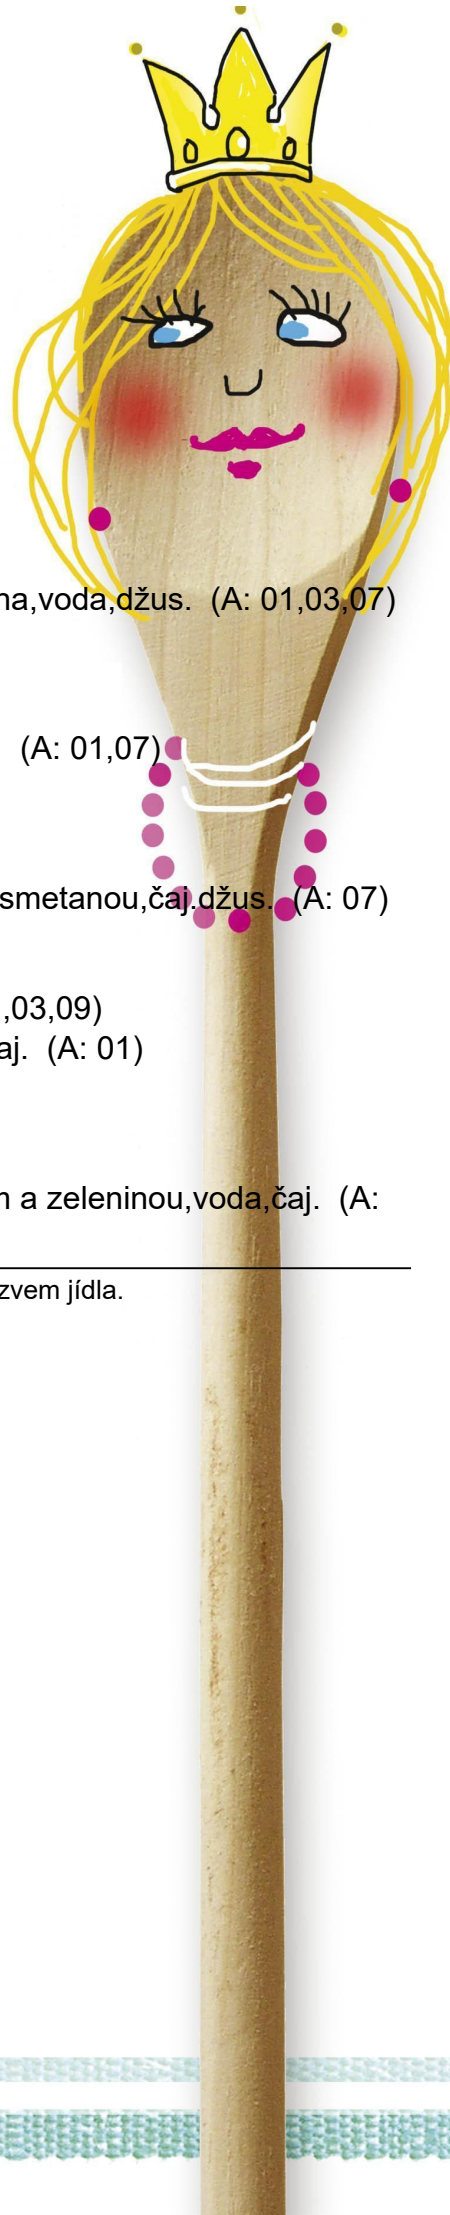 na,voda,džus. (A: 01,03,07)
(A: 01,07)
smetanou,čaj.džus. (A: 07)
,03,09)
aj. (A: 01)
m a zeleninou,voda,čaj. (A:
zvem jídla.